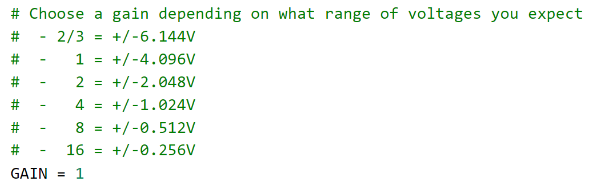 # Choose a gain depending on what range of voltages you expect
#  - 2/3 = +/-6.144V
#  -   1 = +/-4.096V
#  -   2 = +/-2.048V
#  -   4 = +/-1.024V
#  -   8 = +/-0.512V
#  -  16 = +/-0.256V
GAIN = 1